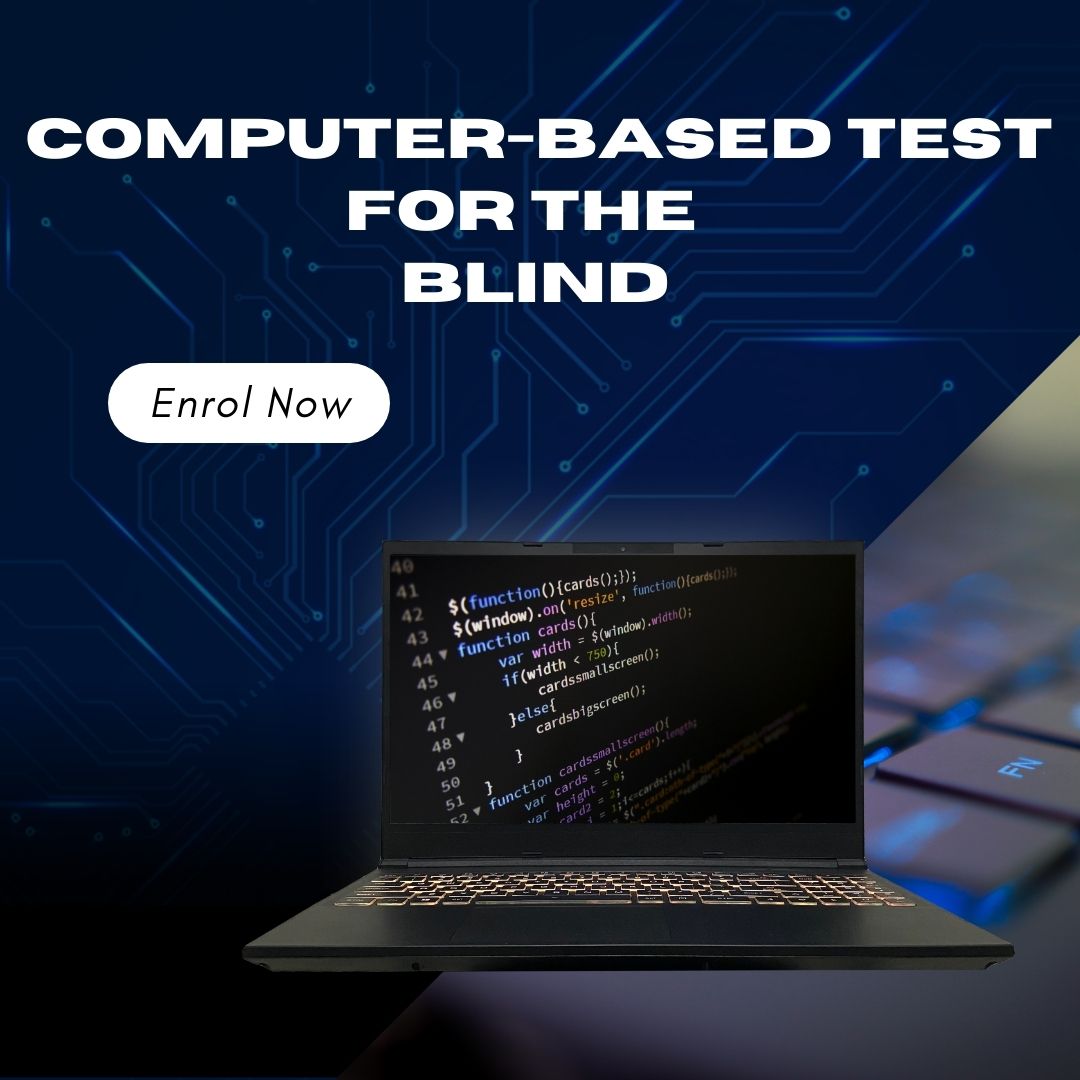 COMPUTER-BASED TEST
FOR THE
BLIND
Enrol Now
40
41 $(function(){cards();});
42 $(window).on('resize', function(){cards();});
43 function cards(){
44 var width = $(window).width();
45 if(width < 750){
46 cardssmallscreen();
47 }else{
48 cardsbigscreen();
49 }
50 }
51 function cardssmallscreen(){
52 var cards = $('.card').length;
var height = 0;
card2 = 2;
FN